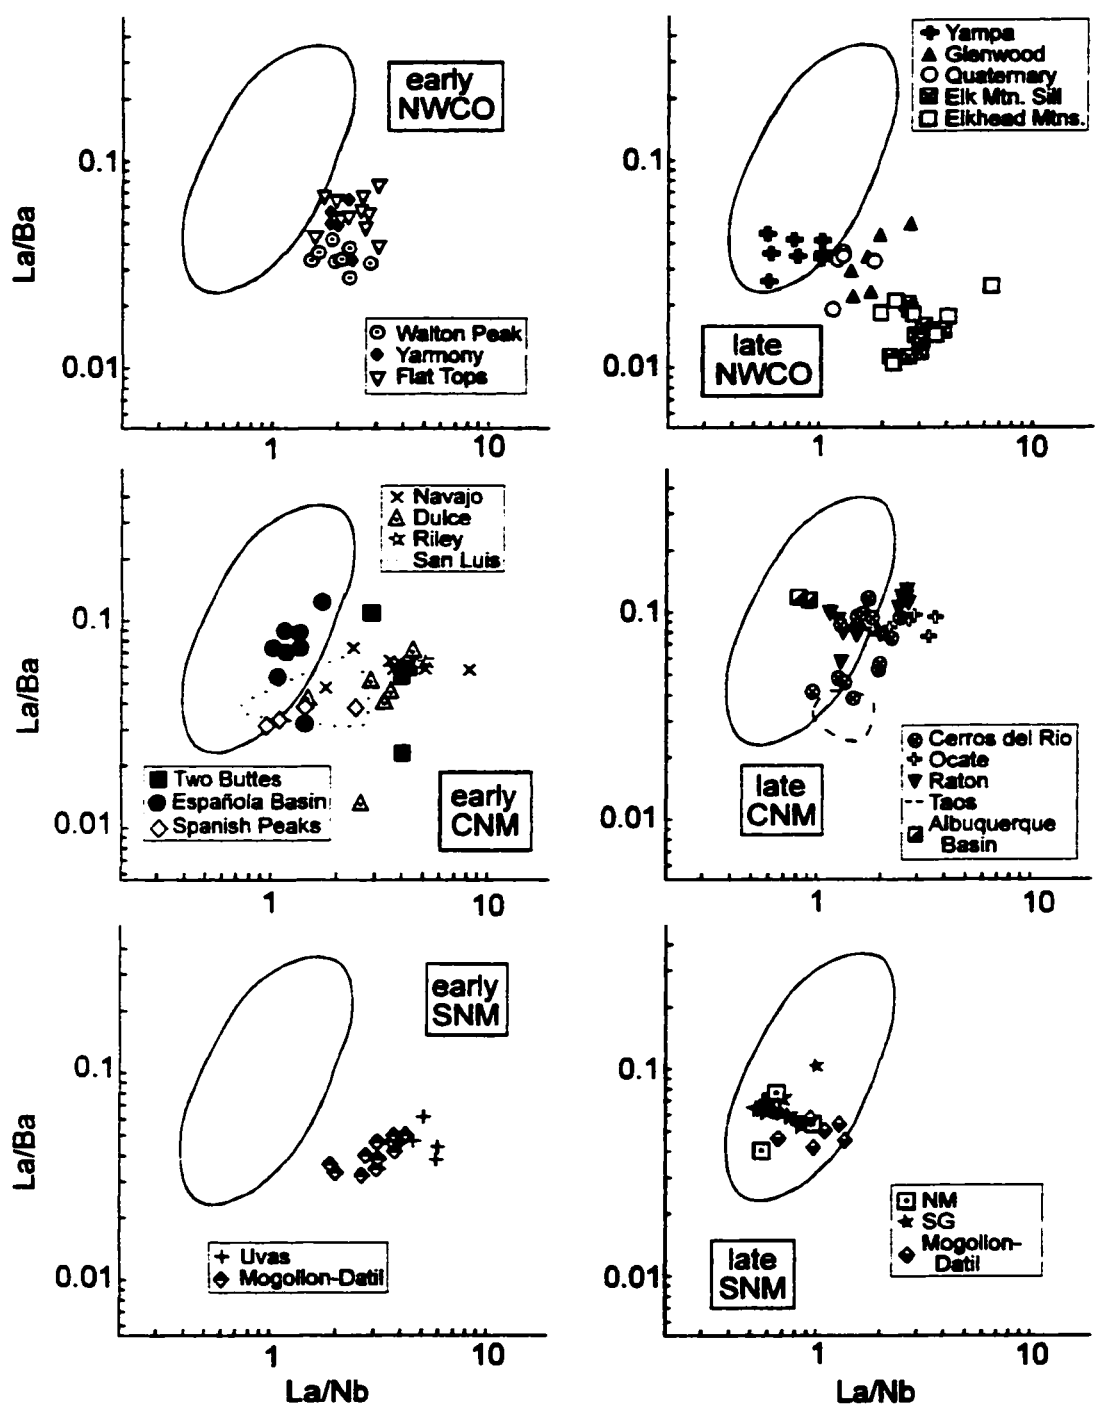 early
NWCO
La/Ba
0.1
0.01
1
10
Walton Peak
Yarmony
Flat Tops
Yampa
Glenwood
Quaternary
Elk Mtn. Sill
Elkhead Mtns.
0.1
0.01
late
NWCO
1
10
Navajo
Dulce
Riley
San Luis
La/Ba
0.1
0.01
Two Buttes
Española Basin
Spanish Peaks
early
CNM
1
10
0.1
0.01
late
CNM
Cerros del Rio
Ocate
Raton
Taos
Albuquerque
Basin
1
10
early
SNM
La/Ba
0.1
0.01
Uvas
Mogollon-Datil
1
10
La/Nb
0.1
0.01
late
SNM
NM
SG
Mogollon-
Datil
1
10
La/Nb